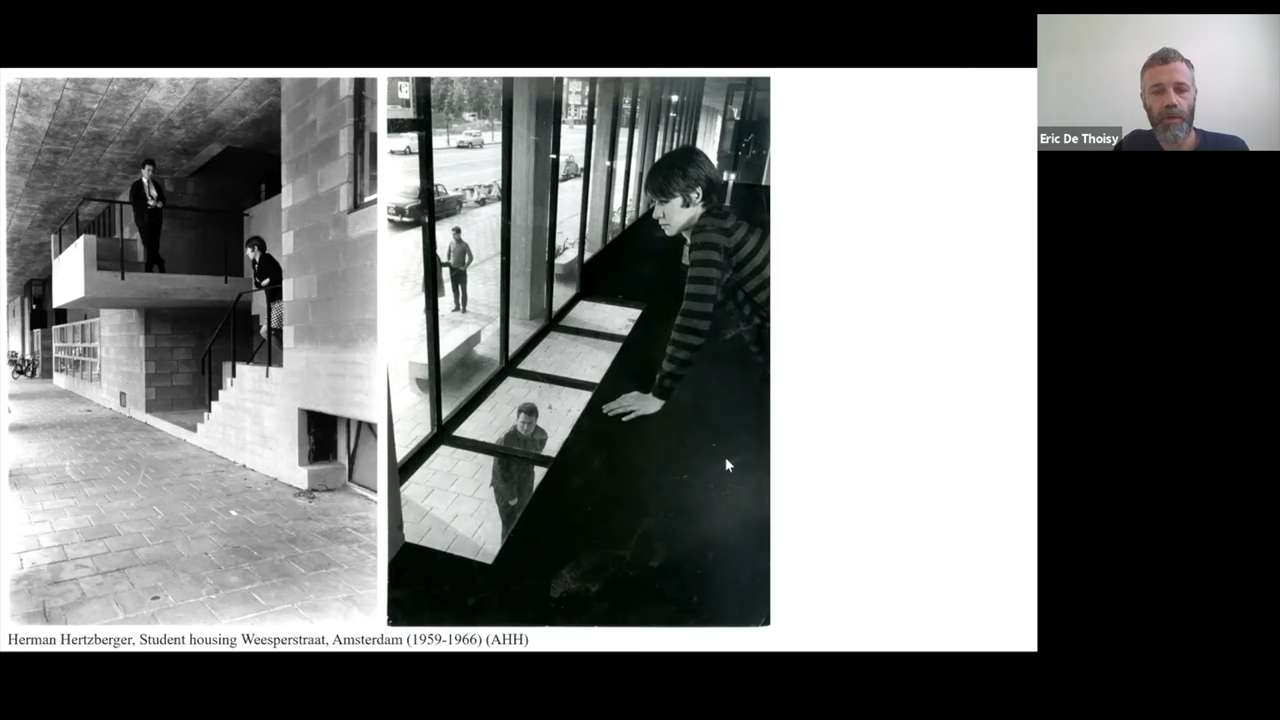 Eric De Thoisy
Herman Hertzberger, Student housing Weesperstraat, Amsterdam (1959-1966) (AHH)